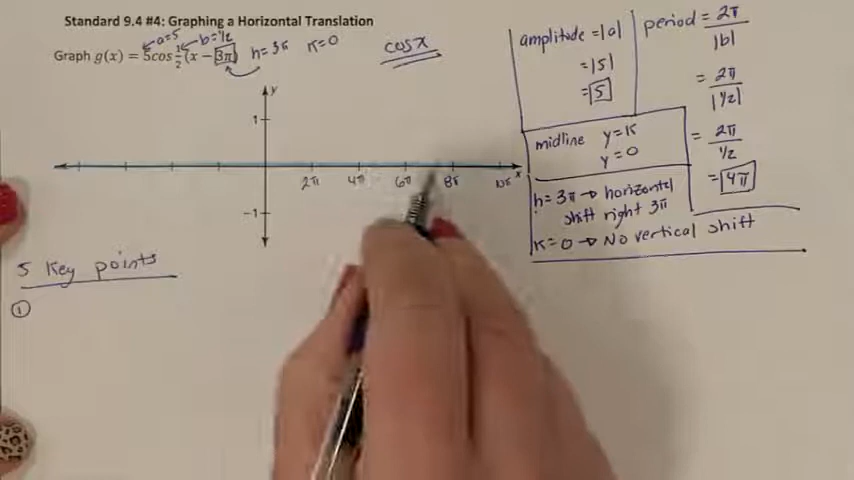 Standard 9.4 #4: Graphing a Horizontal Translation
a=5 b=1/2
Graph g(x) = 5cos 1/2 (x − 3π) h=3π K=0 cosx
y
1
x
2π 4π 6π 8π 10π
−1
5 Key points
①
amplitude = |a|
= |5|
= 5
period = 2π/|b|
= 2π/|1/2|
= 2π/1/2
= 4π
midline y=K
y=0
h=3π → horizontal
shift right 3π
K=0 → No vertical shift